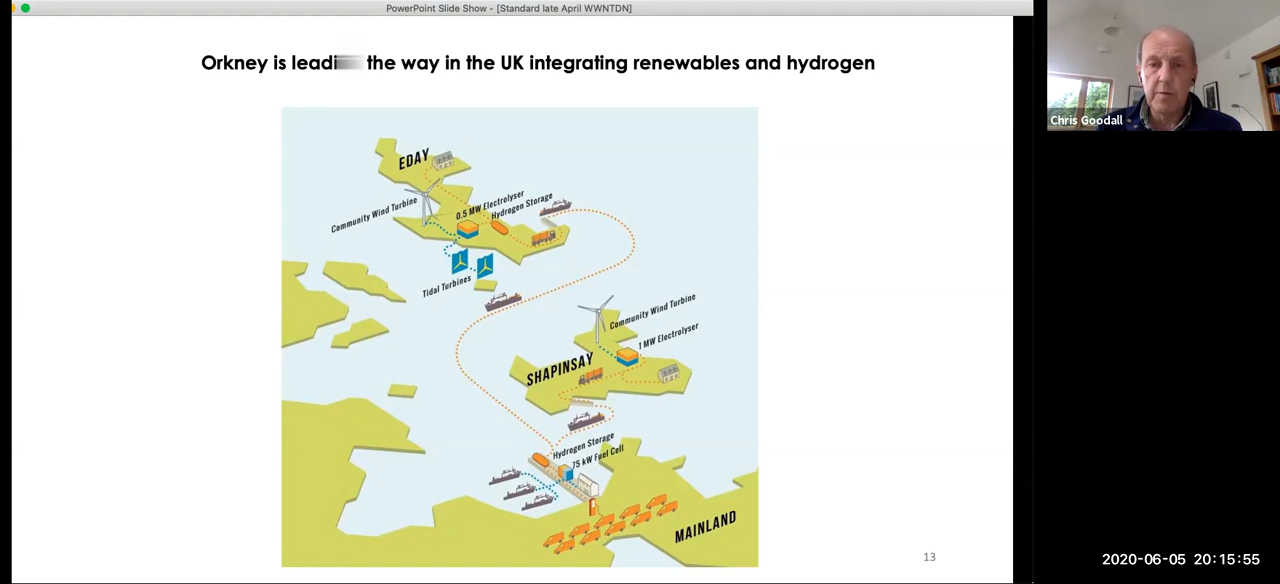 PowerPoint Slide Show - [Standard late April WWNTDN]
Orkney is leadi the way in the UK integrating renewables and hydrogen
Chris Goodall
EDAY
Community Wind Turbine
0.5 MW Electrolyser
Hydrogen Storage
Tidal Turbines
Community Wind Turbine
1 MW Electrolyser
SHAPINSAY
Hydrogen Storage
75 kW Fuel Cell
MAINLAND
13
2020-06-05 20:15:55